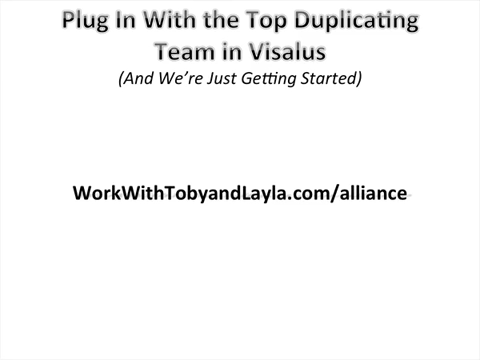 Plug In With the Top Duplicating
Team in Visalus
(And We're Just Getting Started)
WorkWithTobyandLayla.com/alliance